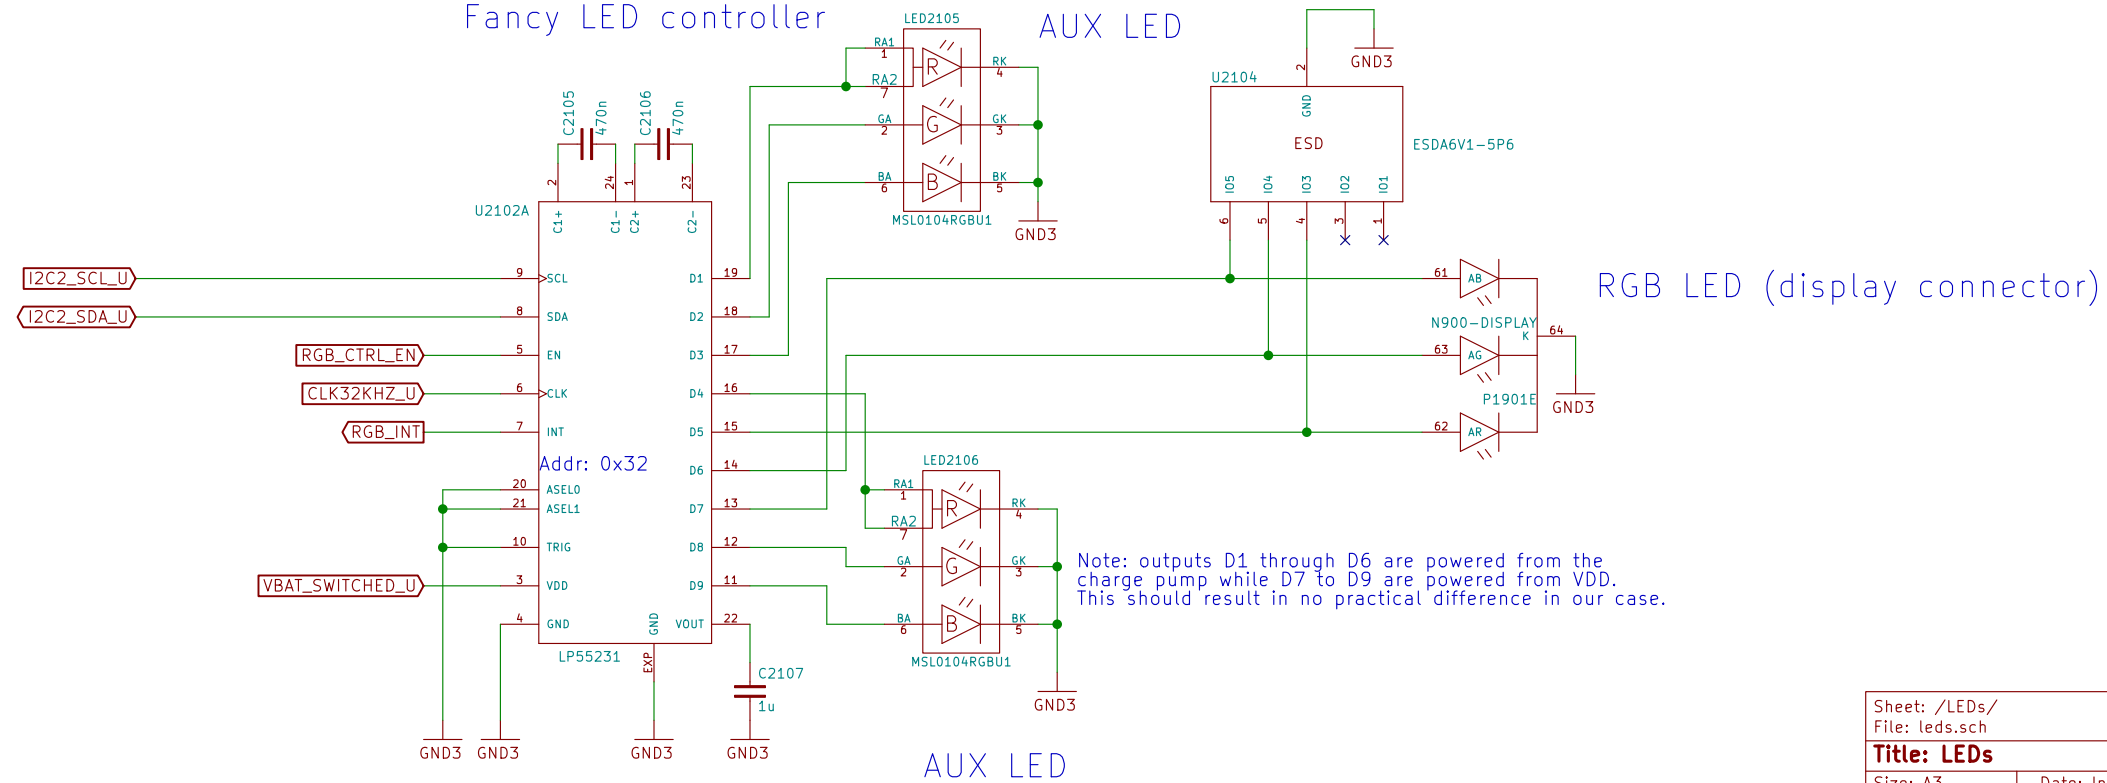 Fancy LED controller
AUX LED
LED2105
RA1
1
RA2
7
GA
2
BA
6
R
G
B
RK
4
GK
3
BK
5
MSL0104RGBU1
GND3
GND3
U2104
2
GND
ESD
ESDA6V1-5P6
IO5
IO4
IO3
IO2
IO1
6
5
4
3
1
C2105
470n
C2106
470n
2
24
1
23
U2102A
C1+
C1-
C2+
C2-
I2C2_SCL_U
9
SCL
I2C2_SDA_U
8
SDA
RGB_CTRL_EN
5
EN
CLK32KHZ_U
6
CLK
RGB_INT
7
INT
Addr: 0x32
20
ASEL0
21
ASEL1
10
TRIG
VBAT_SWITCHED_U
3
VDD
4
GND
GND
EXP
LP55231
D1
19
D2
18
D3
17
D4
16
D5
15
D6
14
D7
13
D8
12
D9
11
VOUT
22
C2107
1u
GND3
GND3
GND3
GND3
RGB LED (display connector)
61
AB
N900-DISPLAY
K
64
63
AG
P1901E
62
AR
GND3
LED2106
RA1
1
RA2
7
GA
2
BA
6
R
G
B
RK
4
GK
3
BK
5
MSL0104RGBU1
GND3
Note: outputs D1 through D6 are powered from the
charge pump while D7 to D9 are powered from VDD.
This should result in no practical difference in our case.
AUX LED
Sheet: /LEDs/
File: leds.sch
Title: LEDs
Size: A3